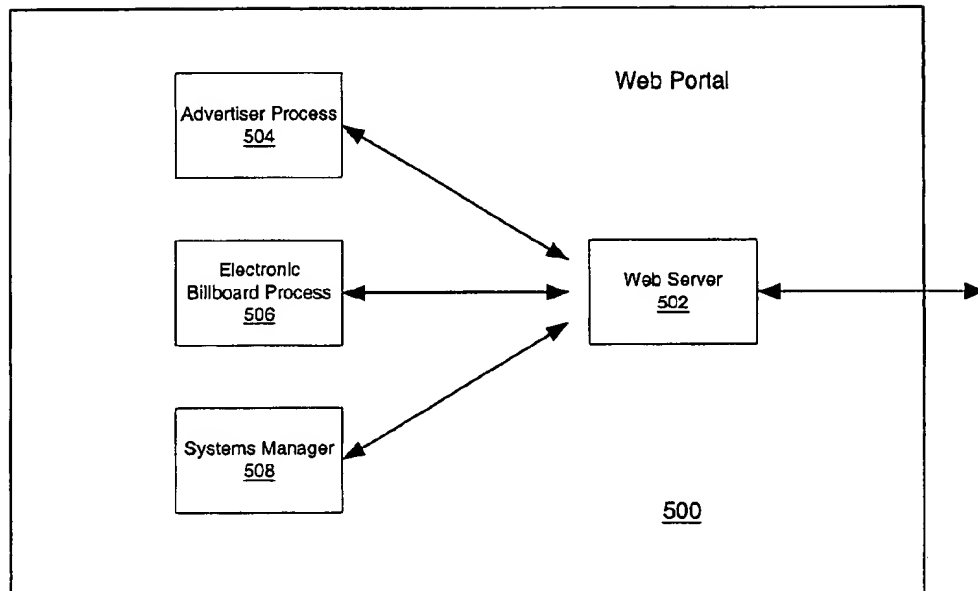 Web Portal
Advertiser Process
504
Electronic
Billboard Process
506
Web Server
502
Systems Manager
508
500